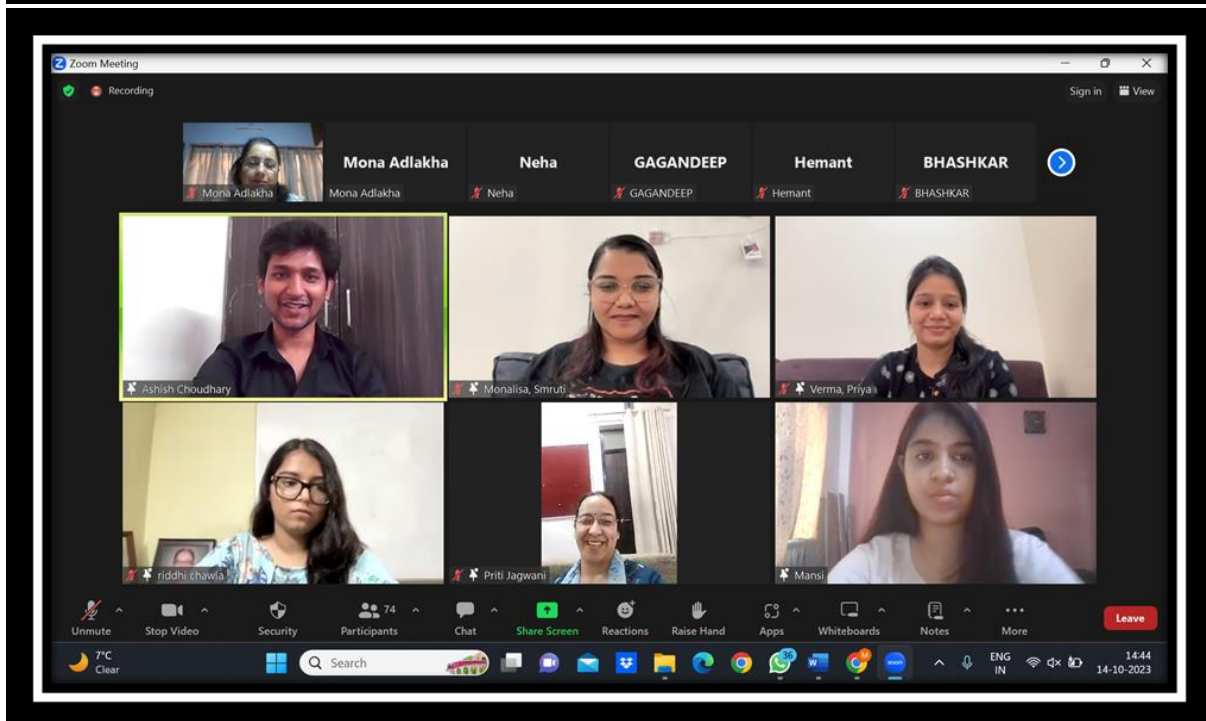 Zoom Meeting
Recording
Sign in View
Mona Adlakha Neha GAGANDEEP Hemant BHASHKAR
Mona Adlakha Mona Adlakha Neha GAGANDEEP Hemant BHASHKAR
Ashish Choudhary Monalisa, Smruti Verma, Priya
riddhi chawla Priti Jagwani Mansi
74
Unmute Stop Video Security Participants Chat Share Screen Reactions Raise Hand Apps Whiteboards Notes More Leave
7°C Search 36 W M zoom ENG 14:44
Clear IN 14-10-2023